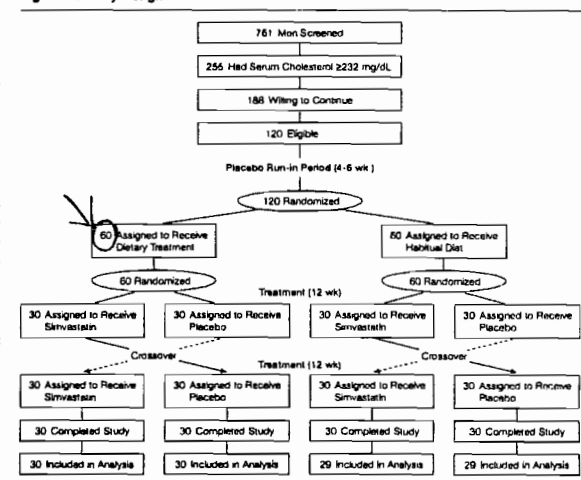 761 Men Screened
255 Had Serum Cholesterol ≥232 mg/dL
188 Willing to Continue
120 Eligible
Placebo Run-in Period (4-6 wk)
120 Randomized
60 Assigned to Receive
Dietary Treatment
60 Assigned to Receive
Habitual Diet
60 Randomized
60 Randomized
Treatment (12 wk)
30 Assigned to Receive
Simvastatin
30 Assigned to Receive
Placebo
30 Assigned to Receive
Simvastatin
30 Assigned to Receive
Placebo
Crossover
Crossover
Treatment (12 wk)
30 Assigned to Receive
Simvastatin
30 Assigned to Receive
Placebo
30 Assigned to Receive
Simvastatin
30 Assigned to Receive
Placebo
30 Completed Study
30 Completed Study
30 Completed Study
30 Completed Study
30 Included in Analysis
30 Included in Analysis
29 Included in Analysis
29 Included in Analysis